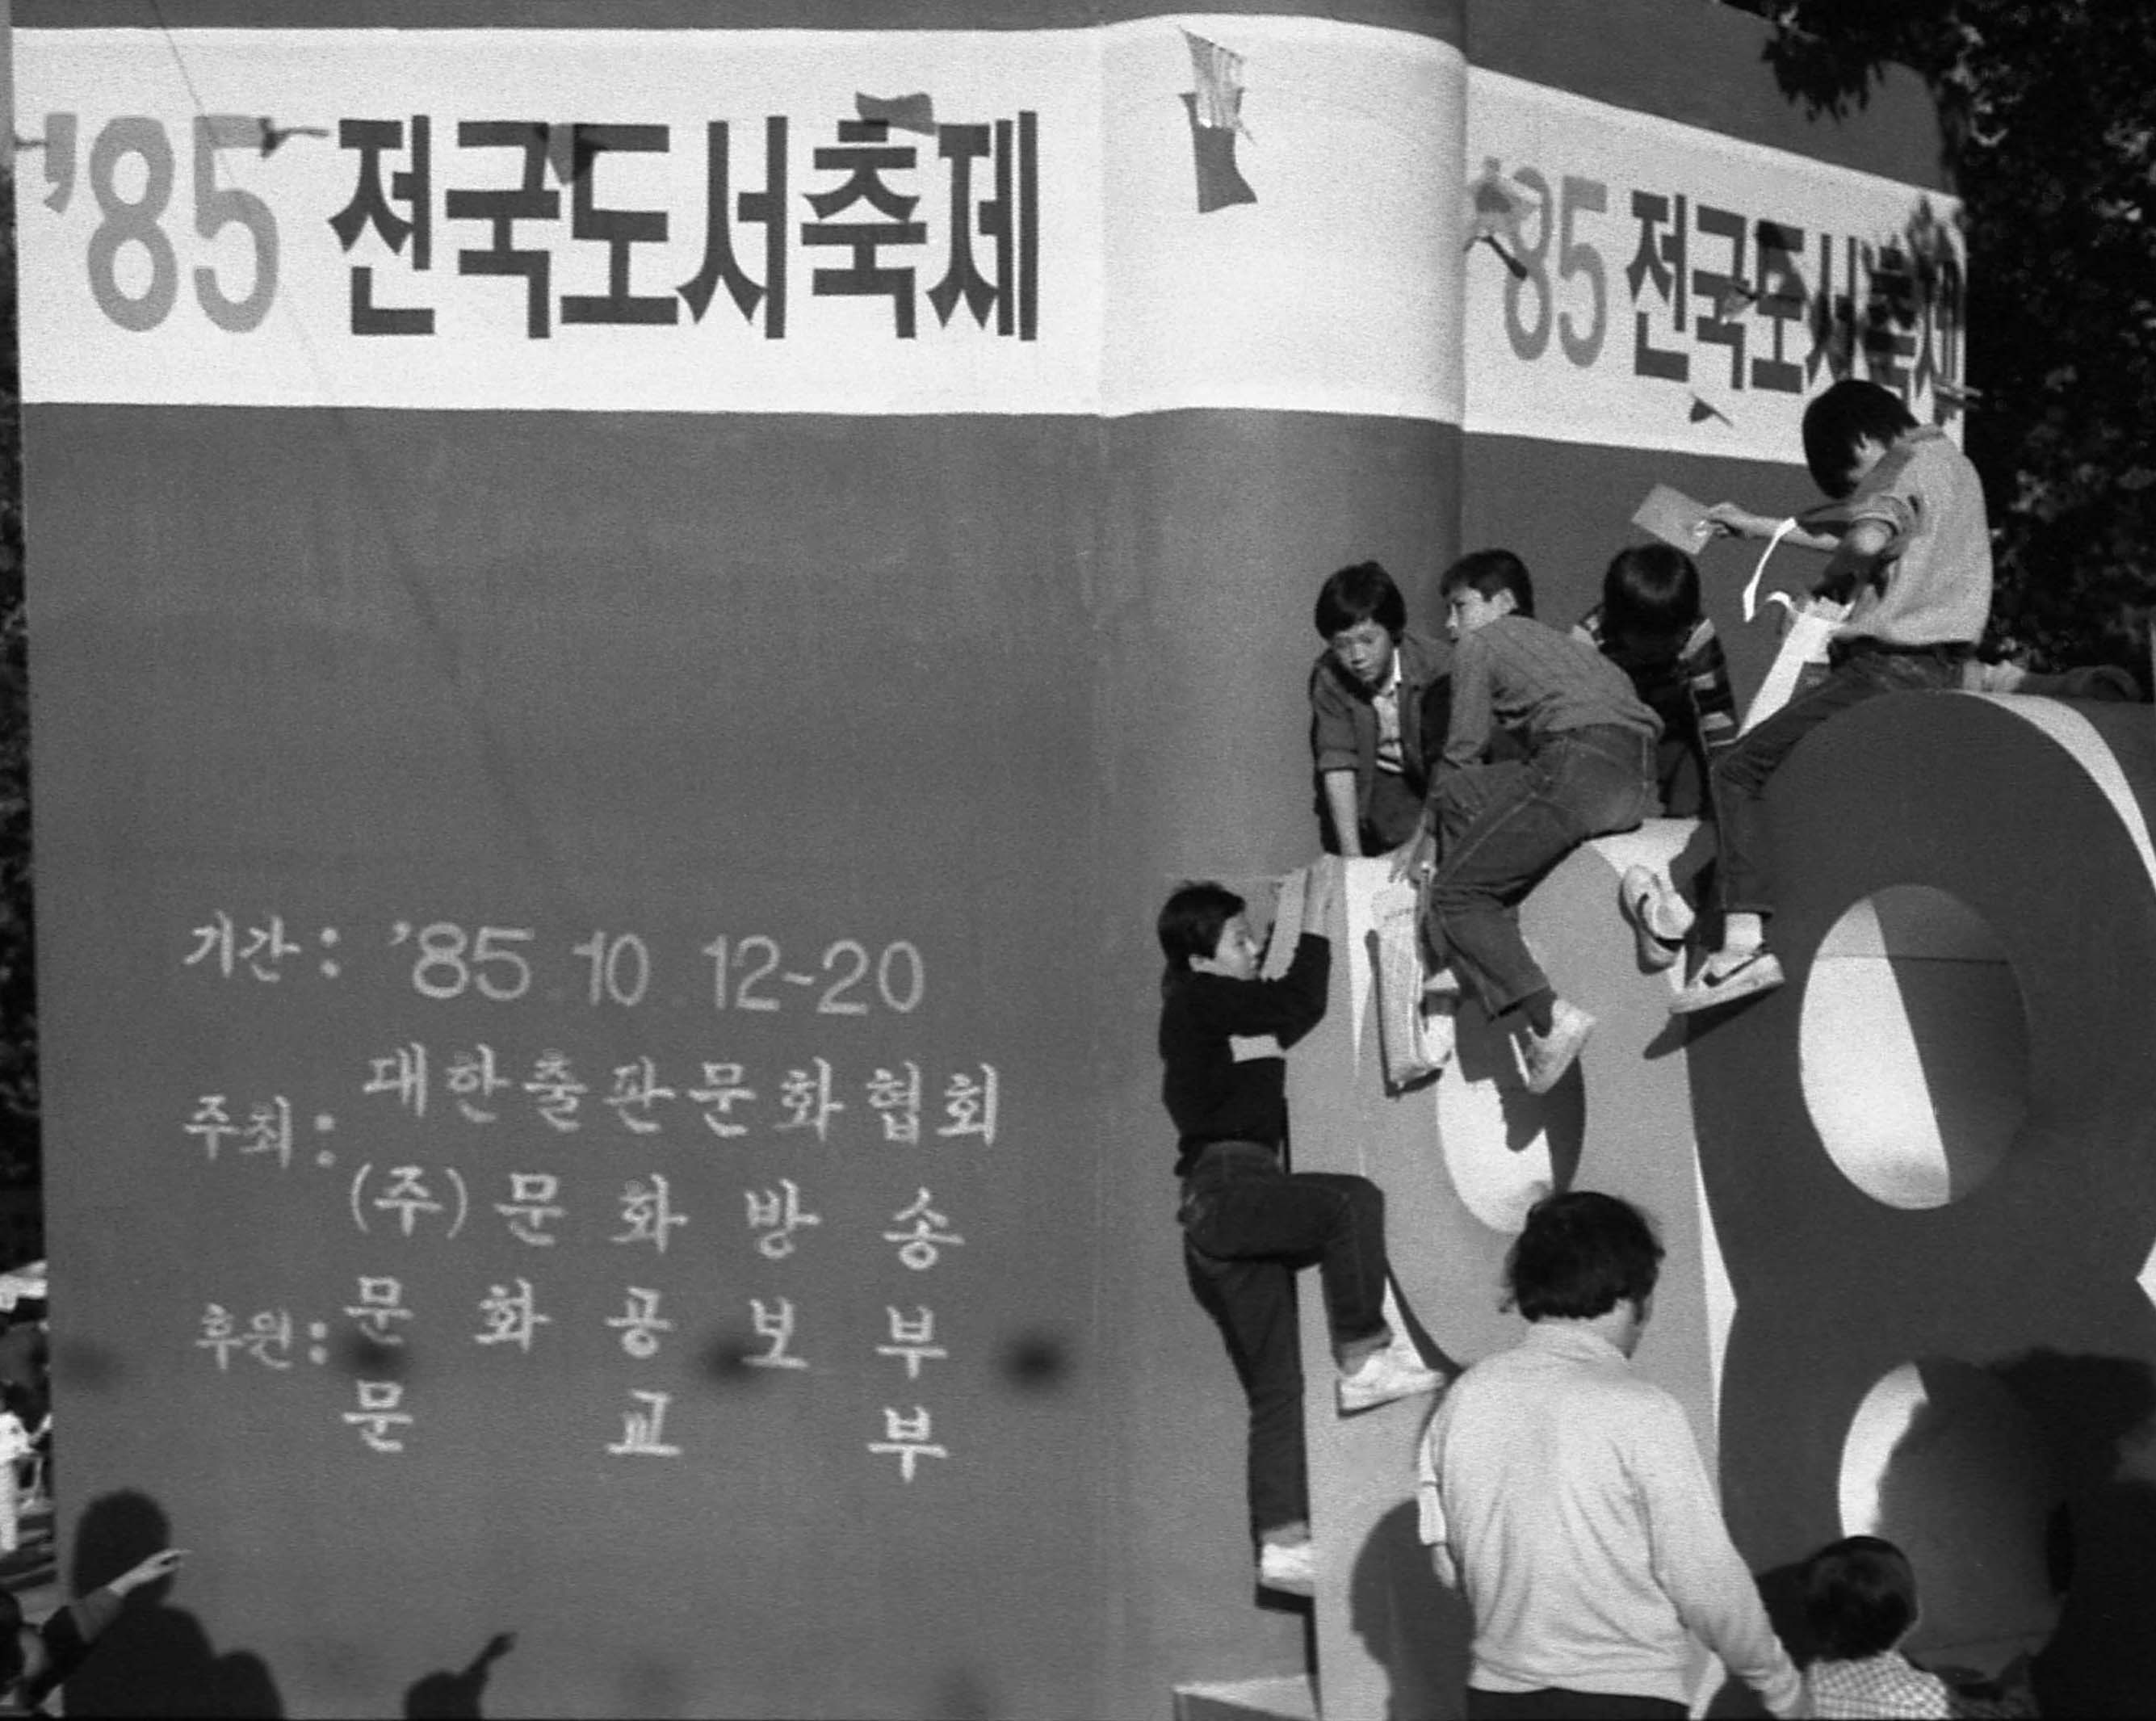 '85 전국도서축제
'85 전국도서축제
기간: '85 10 12~20
주최: 대한출판문화협회
(주)문화방송
후원: 문화공보부
문교부